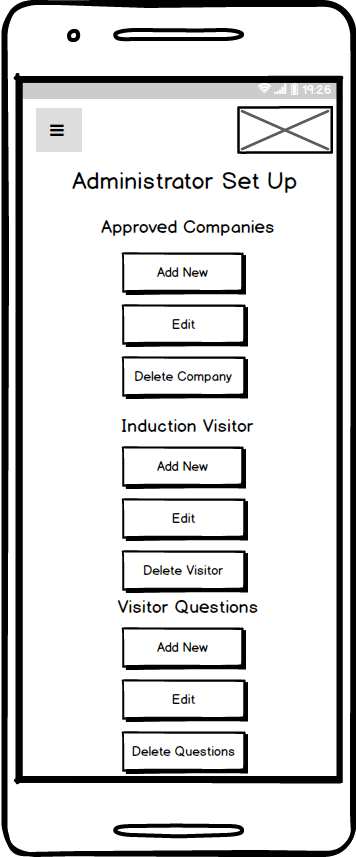 19:26
Administrator Set Up
Approved Companies
Add New
Edit
Delete Company
Induction Visitor
Add New
Edit
Delete Visitor
Visitor Questions
Add New
Edit
Delete Questions